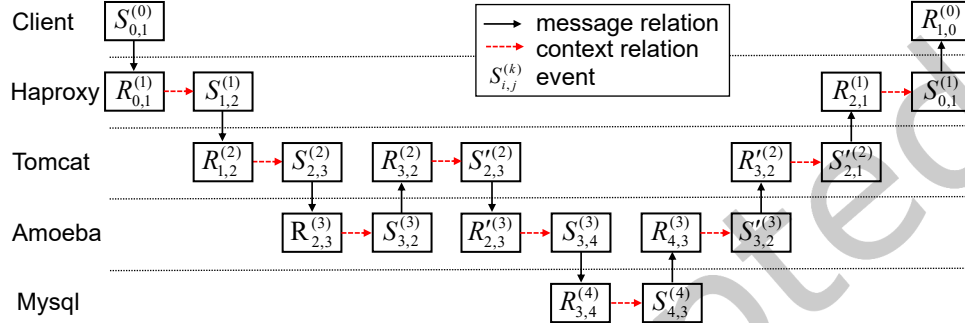 Client S_{0,1}^{(0)} R_{1,0}^{(0)}
message relation
context relation
S_{i,j}^{(k)} event
Haproxy R_{0,1}^{(1)} S_{1,2}^{(1)} R_{2,1}^{(1)} S_{0,1}^{(1)}
Tomcat R_{1,2}^{(2)} S_{2,3}^{(2)} R_{3,2}^{(2)} S'_{2,3}^{(2)} R'_{3,2}^{(2)} S'_{2,1}^{(2)}
Amoeba R_{2,3}^{(3)} S_{3,2}^{(3)} R'_{2,3}^{(3)} S_{3,4}^{(3)} R_{4,3}^{(3)} S'_{3,2}^{(3)}
Mysql R_{3,4}^{(4)} S_{4,3}^{(4)}